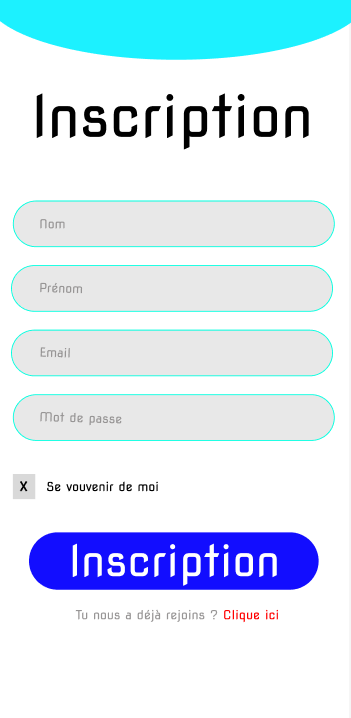 Inscription
Nom
Prénom
Email
Mot de passe
X Se vouvenir de moi
Inscription
Tu nous a déjà rejoins ? Clique ici